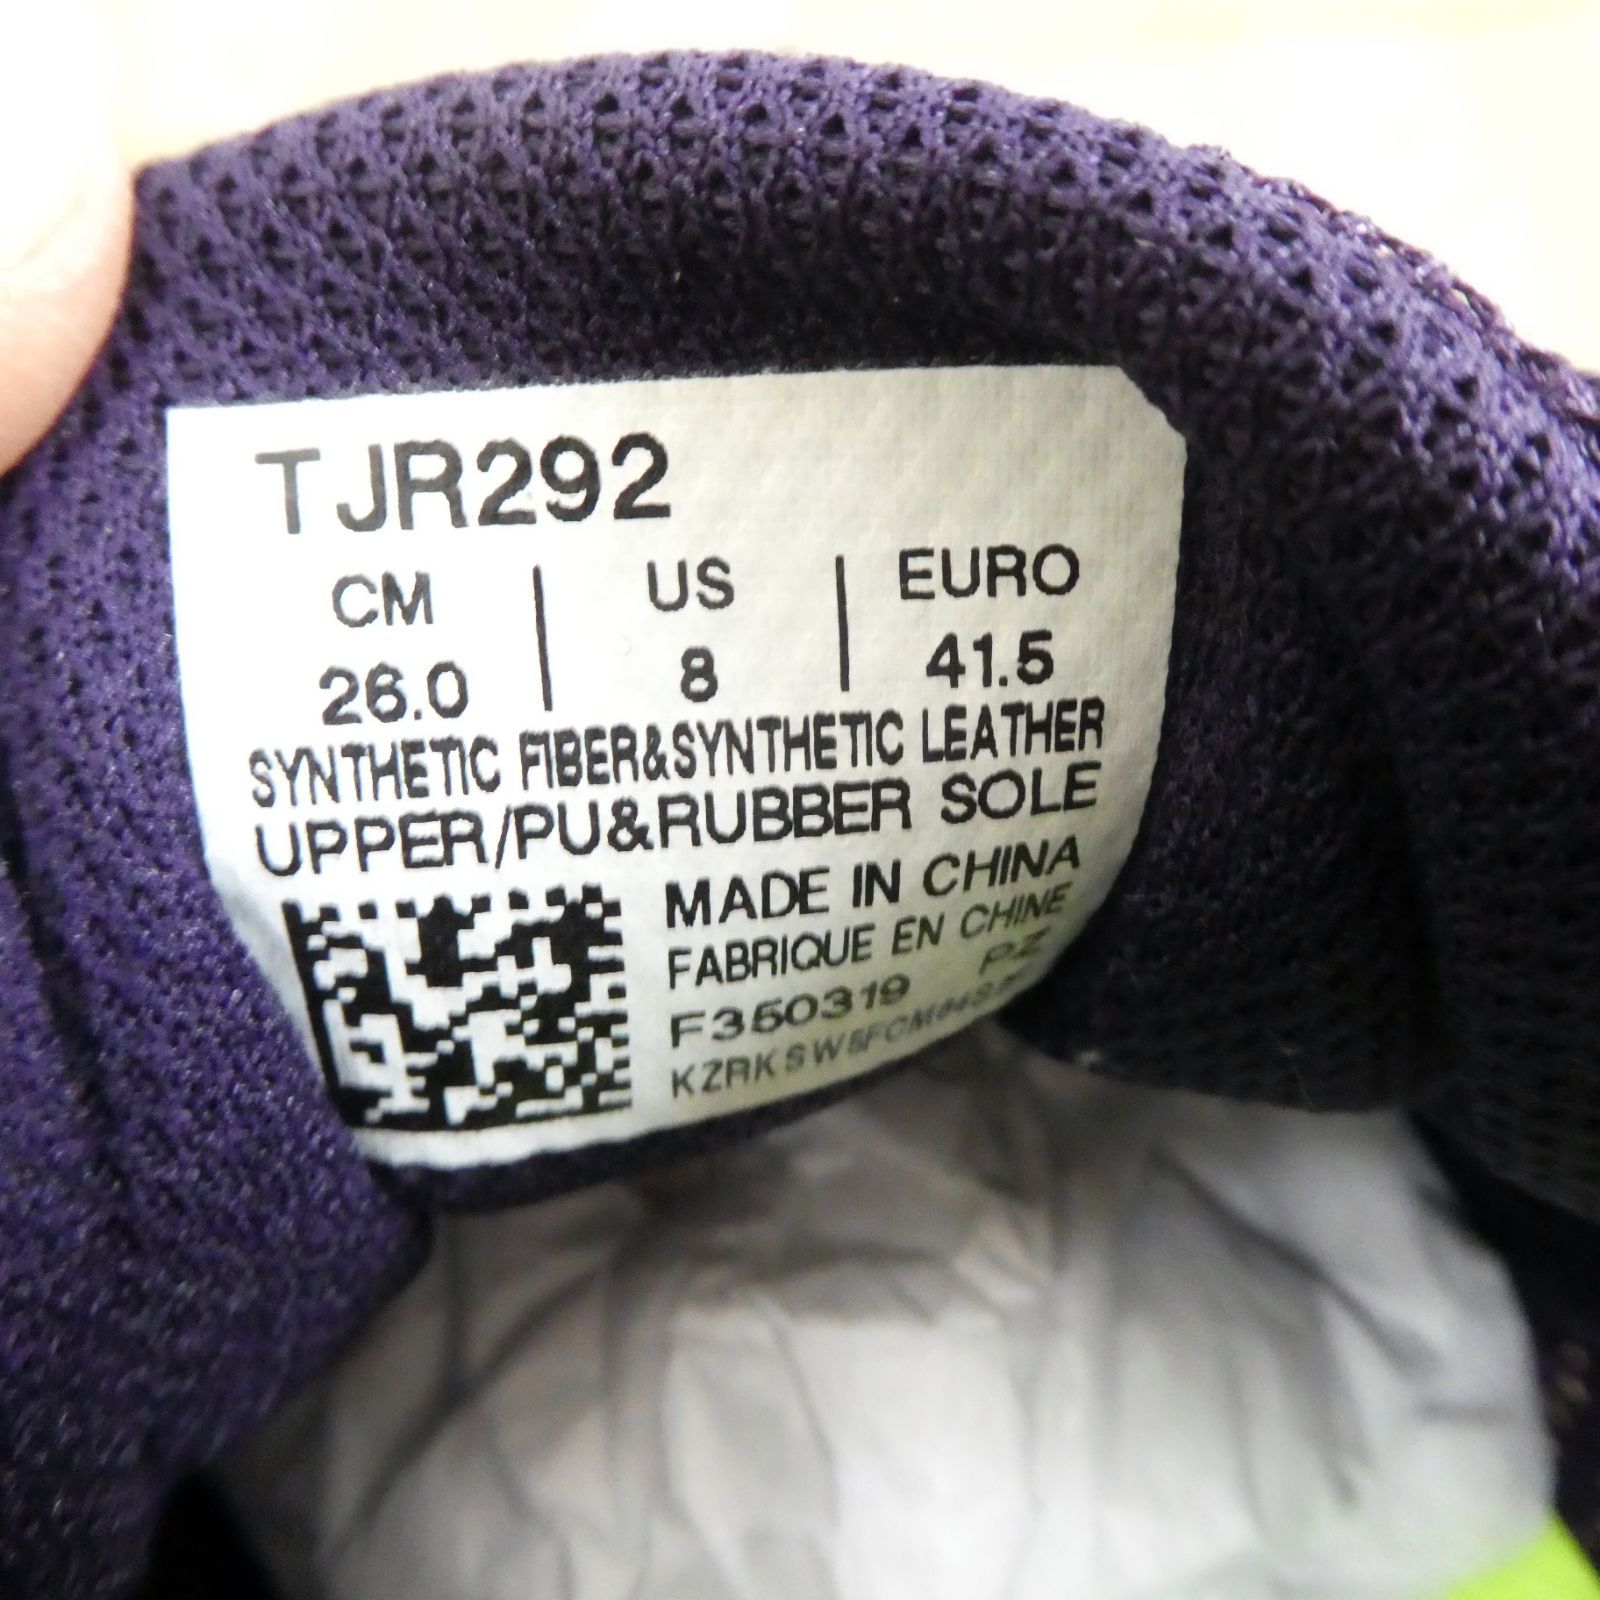 TJR292
CM | US | EURO
26.0 | 8 | 41.5
SYNTHETIC FIBER&SYNTHETIC LEATHER
UPPER/PU&RUBBER SOLE
MADE IN CHINA
FABRIQUE EN CHINE
F350319 PZ